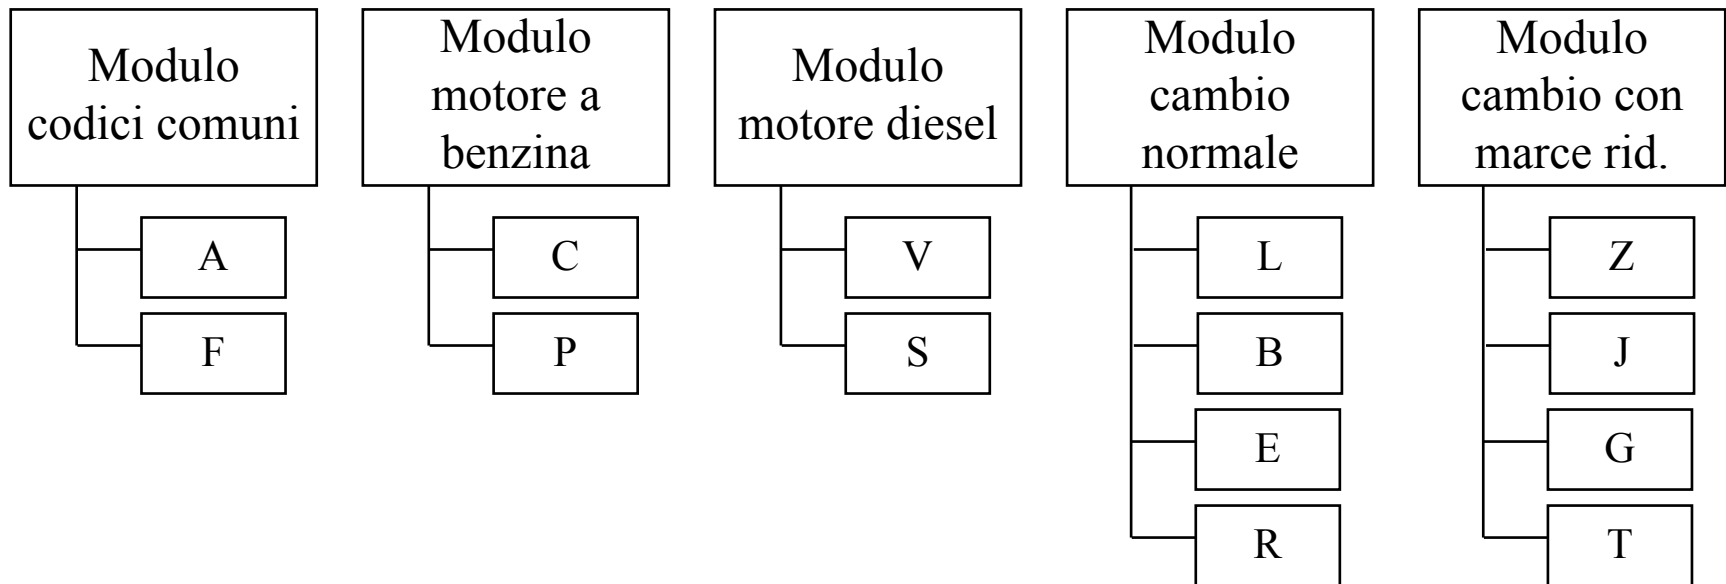 Modulo
codici comuni
A
F
Modulo
motore a
benzina
C
P
Modulo
motore diesel
V
S
Modulo
cambio
normale
L
B
E
R
Modulo
cambio con
marce rid.
Z
J
G
T